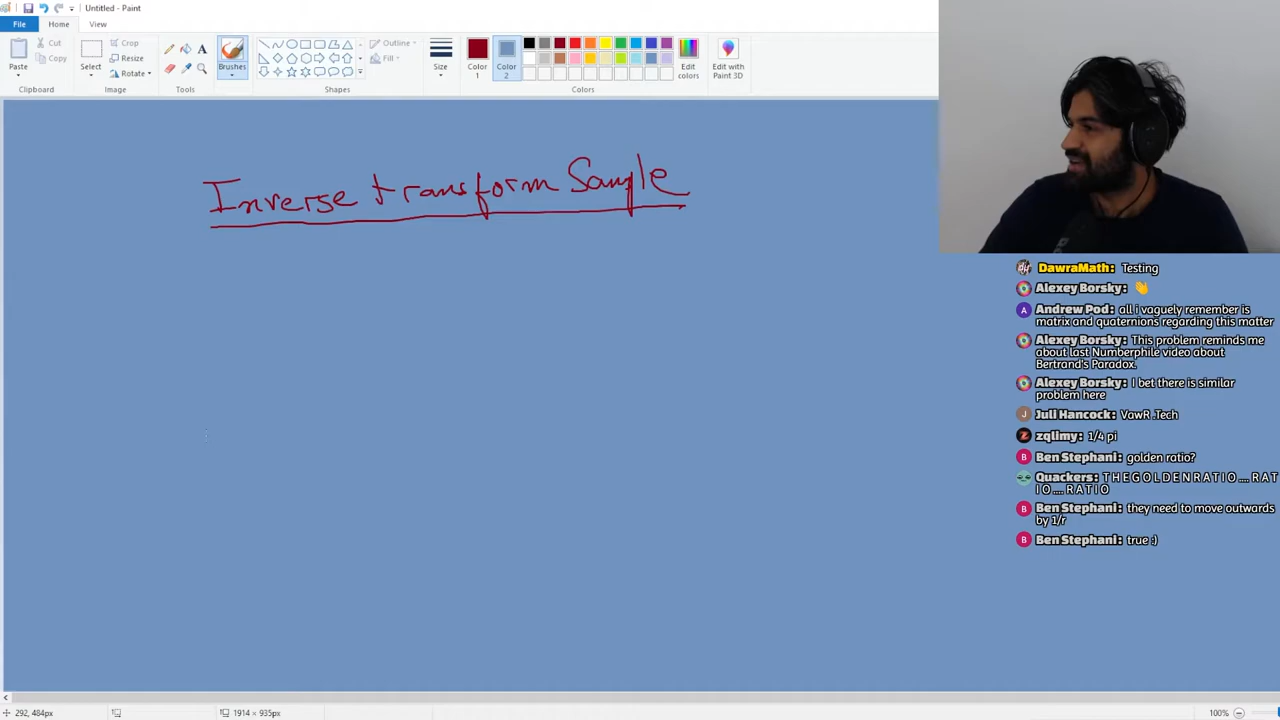 Untitled - Paint
File Home View
Paste
Cut
Copy
Clipboard
Select
Crop
Resize
Rotate
Image
A
Tools
Brushes
Outline
Fill
Shapes
Size
Color 1
Color 2
Edit colors
Colors
Edit with Paint 3D
Inverse transform Sample
DawraMath: Testing
Alexey Borsky: 👏
A Andrew Pod: all i vaguely remember is
matrix and quaternions regarding this matter
Alexey Borsky: This problem reminds me
about last Numberphile video about
Bertrand's Paradox.
Alexey Borsky: I bet there is similar
problem here
J Juli Hancock: VawR .Tech
Z zqlimy: 1/4 pi
B Ben Stephani: golden ratio?
Quackers: T H E G O L D E N R A T I O .... R A T
I O .... R A T I O
B Ben Stephani: they need to move outwards
by 1/r
B Ben Stephani: true :)
292, 484px
1914 × 935px
100%